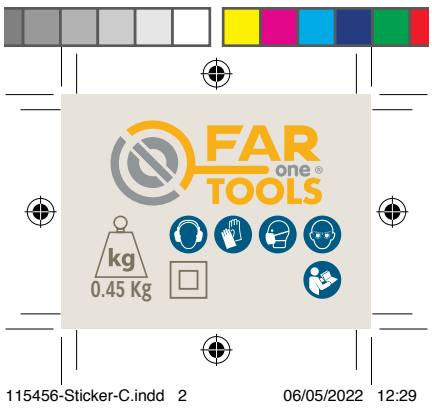 FAR
one ®
TOOLS
kg
0.45 Kg
115456-Sticker-C.indd 2 06/05/2022 12:29